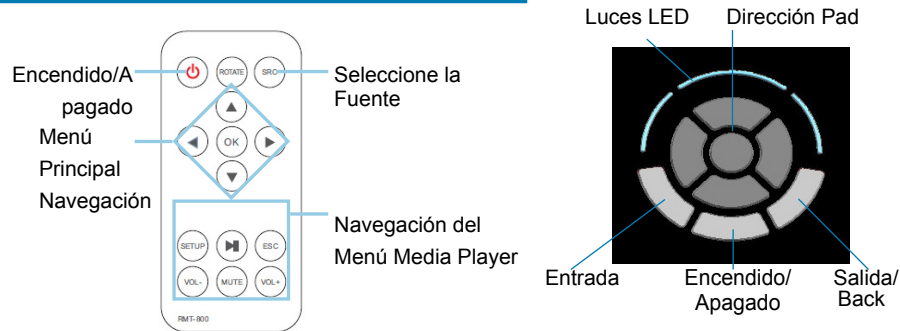 Encendido/A
pagado
Menú
Principal
Navegación
ROTATE
SRC
OK
SETUP
ESC
VOL-
MUTE
VOL+
RMT-800
Seleccione la
Fuente
Navegación del
Menú Media Player
Luces LED
Dirección Pad
Entrada
Encendido/
Apagado
Salida/
Back